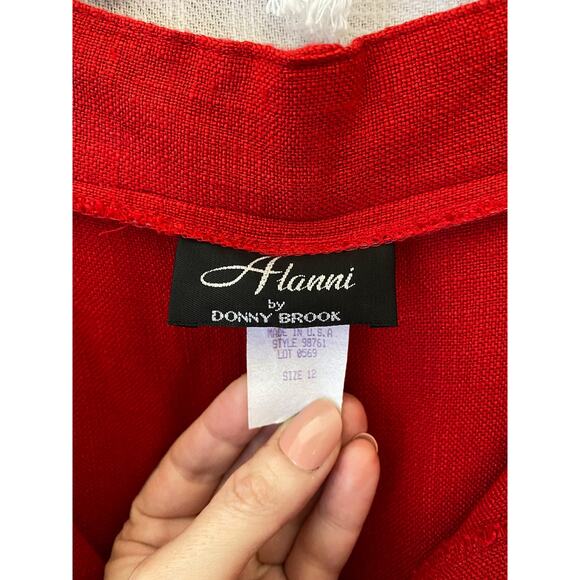 Alanni
by
DONNY BROOK
MADE IN U.S.A
STYLE 98761
LOT 0569
SIZE 12